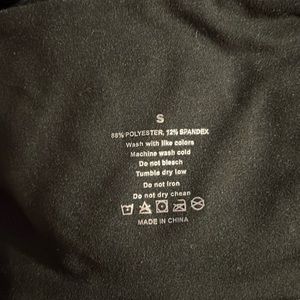 S
88% POLYESTER, 12% SPANDEX
Wash with like colors
Machine wash cold
Do not bleach
Tumble dry low
Do not iron
Do not dry clean
MADE IN CHINA